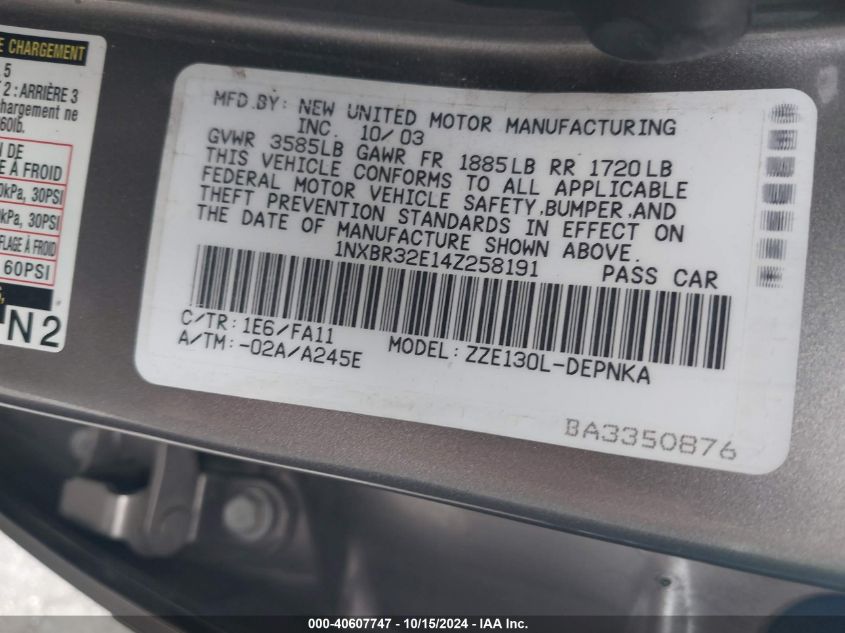 E CHARGEMENT
5
2 : ARRIÈRE 3
chargement ne
60lb.
N DE
E À FROID
0kPa, 30PSI
0kPa, 30PSI
FLAGE À FROID
60PSI
N2
MFD.BY: NEW UNITED MOTOR MANUFACTURING
INC. 10/03
GVWR 3585LB GAWR FR 1885LB RR 1720LB
THIS VEHICLE CONFORMS TO ALL APPLICABLE
FEDERAL MOTOR VEHICLE SAFETY,BUMPER,AND
THEFT PREVENTION STANDARDS IN EFFECT ON
THE DATE OF MANUFACTURE SHOWN ABOVE.
1NXBR32E14Z258191 PASS CAR
C/TR: 1E6/FA11
A/TM:-02A/A245E MODEL: ZZE130L-DEPNKA
BA3350876
000-40607747 - 10/15/2024 - IAA Inc.